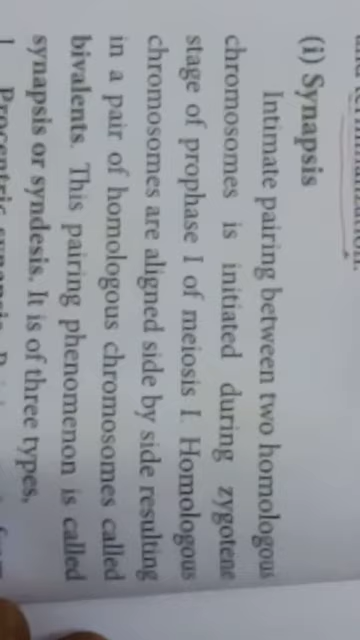 (i) Synapsis
Intimate pairing between two homologous
chromosomes is initiated during zygotene
stage of prophase I of meiosis I. Homologous
chromosomes are aligned side by side resulting
in a pair of homologous chromosomes called
bivalents. This pairing phenomenon is called
synapsis or syndesis. It is of three types,
1. Procentric synapsis